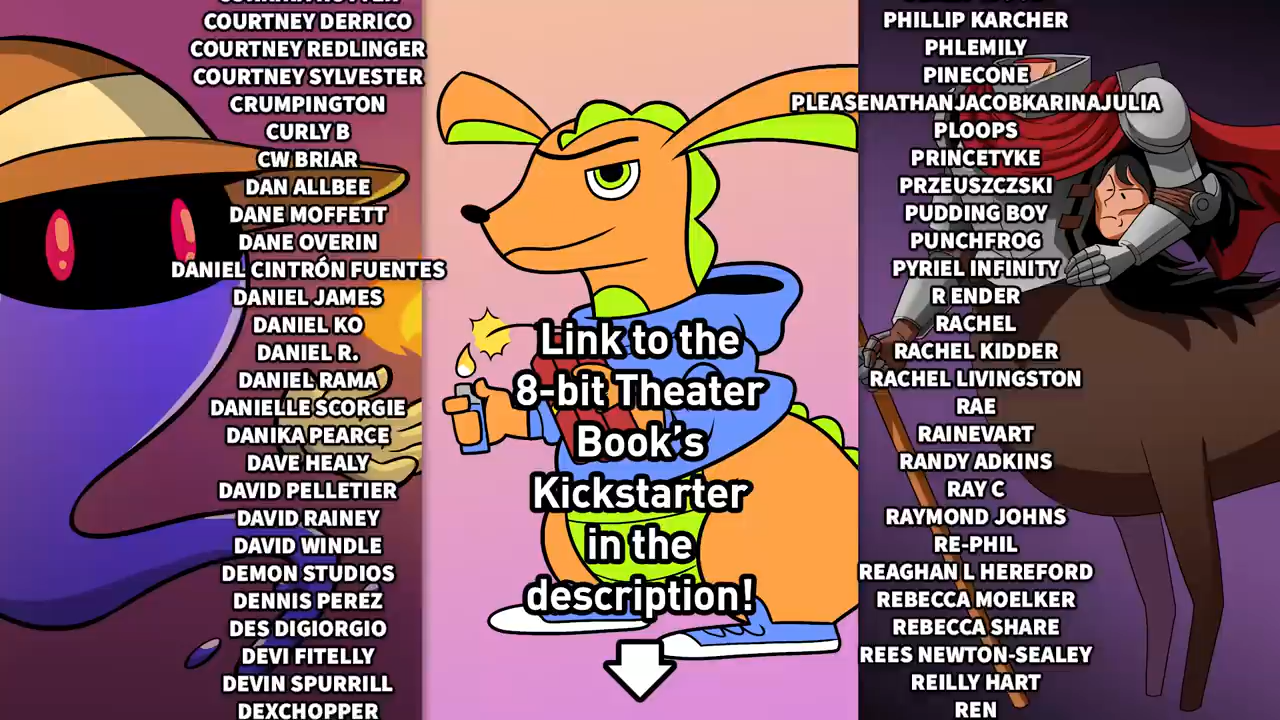 COURTNEY DERRICO
COURTNEY REDLINGER
COURTNEY SYLVESTER
CRUMPINGTON
CURLY B
CW BRIAR
DAN ALLBEE
DANE MOFFETT
DANE OVERIN
DANIEL CINTRÓN FUENTES
DANIEL JAMES
DANIEL KO
DANIEL R.
DANIEL RAMA
DANIELLE SCORGIE
DANIKA PEARCE
DAVE HEALY
DAVID PELLETIER
DAVID RAINEY
DAVID WINDLE
DEMON STUDIOS
DENNIS PEREZ
DES DIGIORGIO
DEVI FITELLY
DEVIN SPURRILL
DEXCHOPPER
Link to the
8-bit Theater
Book's
Kickstarter
in the
description!
PHILLIP KARCHER
PHLEMILY
PINECONE
PLEASENATHANJACOBKARINAJULIA
PLOOPS
PRINCETYKE
PRZEUSZCZSKI
PUDDING BOY
PUNCHFROG
PYRIEL INFINITY
R ENDER
RACHEL
RACHEL KIDDER
RACHEL LIVINGSTON
RAE
RAINEVART
RANDY ADKINS
RAY C
RAYMOND JOHNS
RE-PHIL
REAGHAN L HEREFORD
REBECCA MOELKER
REBECCA SHARE
REES NEWTON-SEALEY
REILLY HART
REN